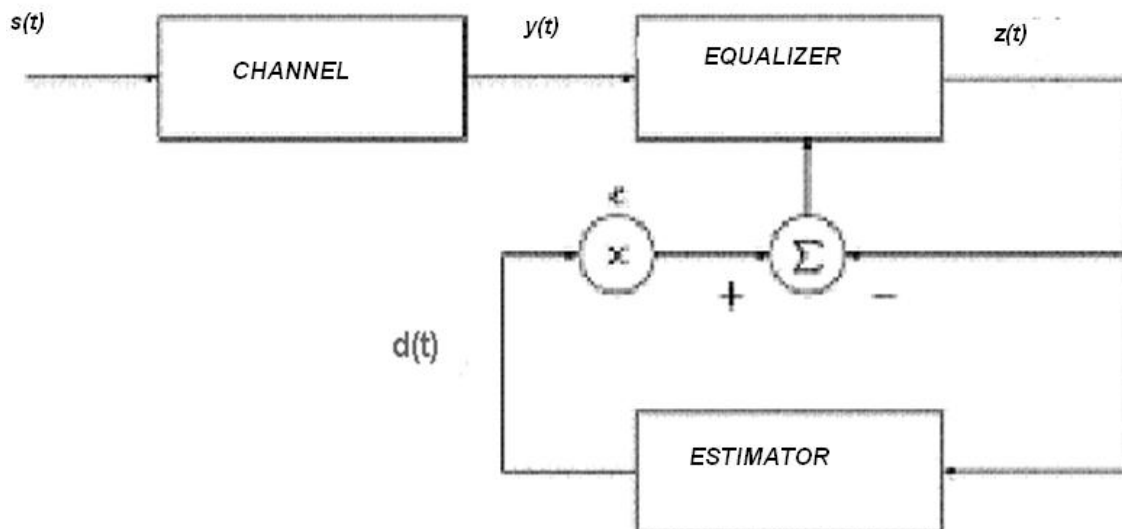 s(t)
y(t)
z(t)
CHANNEL
EQUALIZER
c
x
Σ
+
−
d(t)
ESTIMATOR